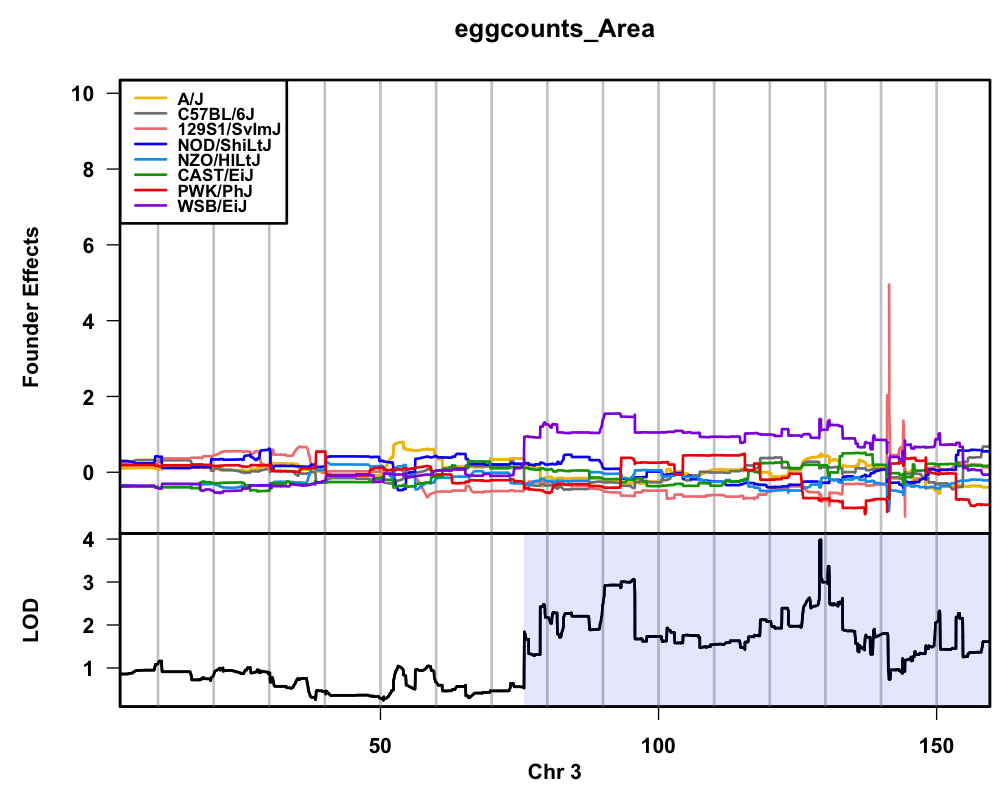 eggcounts_Area
Founder Effects
10
8
6
4
2
0
A/J
C57BL/6J
129S1/SvImJ
NOD/ShiLtJ
NZO/HlLtJ
CAST/EiJ
PWK/PhJ
WSB/EiJ
LOD
4
3
2
1
50 100 150
Chr 3